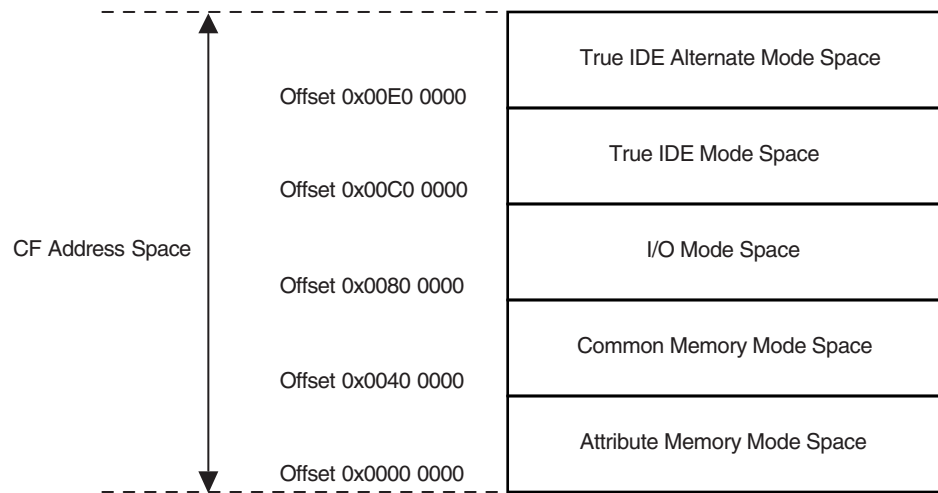 True IDE Alternate Mode Space
Offset 0x00E0 0000
True IDE Mode Space
Offset 0x00C0 0000
CF Address Space
I/O Mode Space
Offset 0x0080 0000
Common Memory Mode Space
Offset 0x0040 0000
Attribute Memory Mode Space
Offset 0x0000 0000